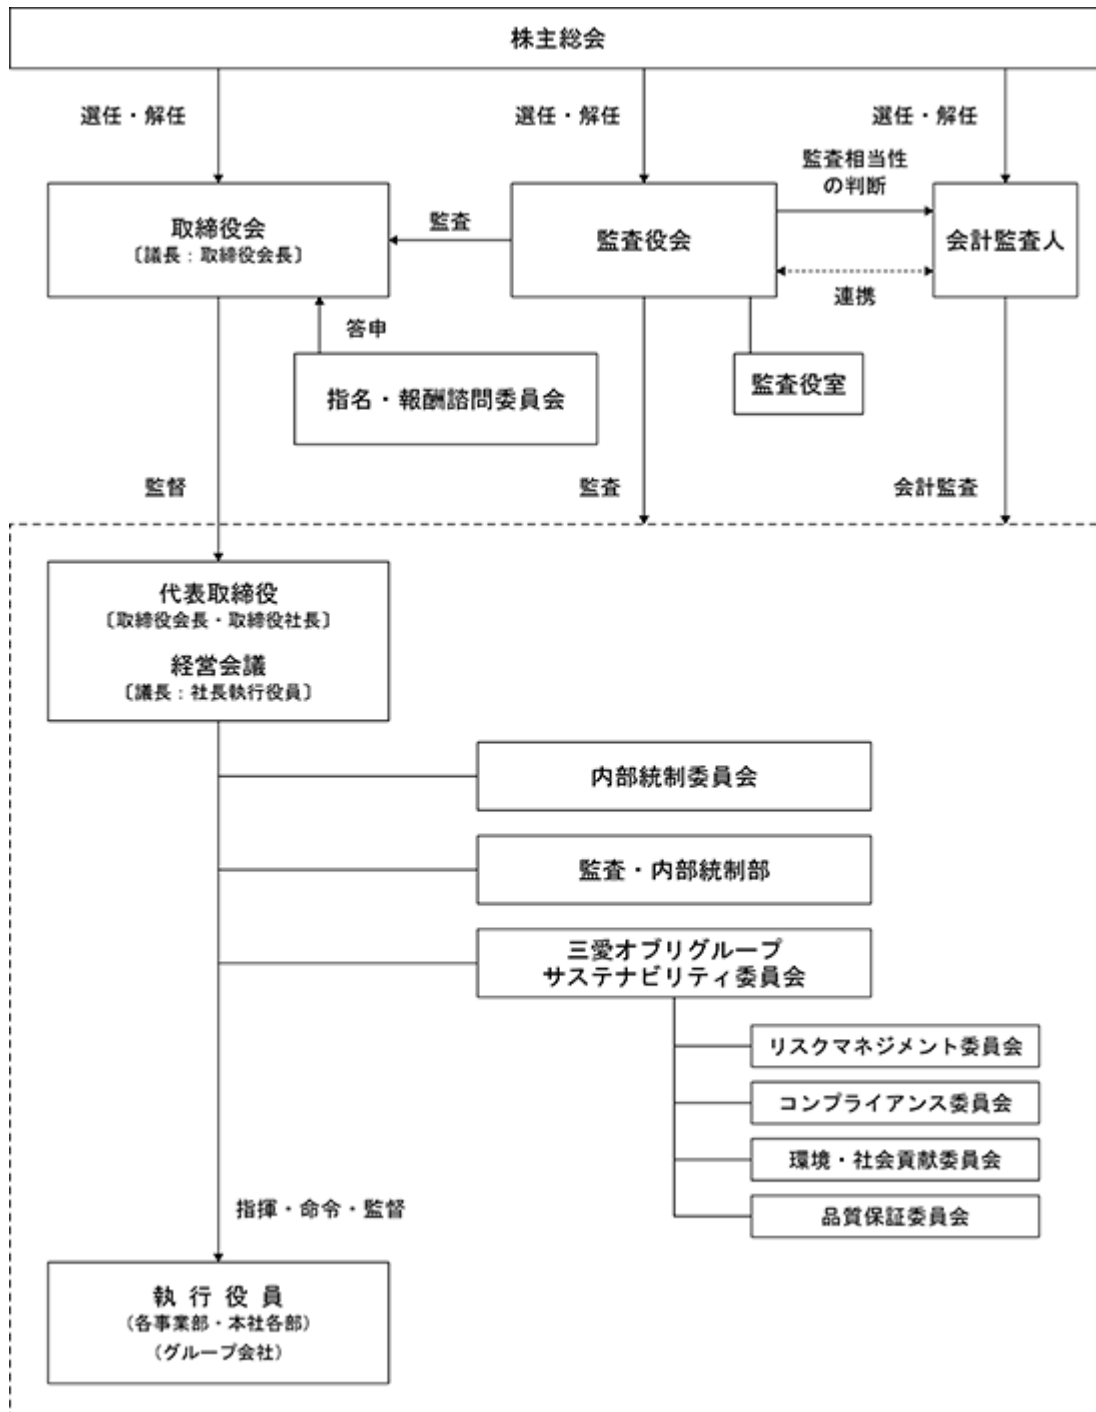 株主総会
選任・解任
選任・解任
選任・解任
監査相当性
の判断
取締役会
〔議長：取締役会長〕
監査
監査役会
会計監査人
連携
答申
指名・報酬諮問委員会
監査役室
監督
監査
会計監査
代表取締役
〔取締役会長・取締役社長〕
経営会議
〔議長：社長執行役員〕
内部統制委員会
監査・内部統制部
三愛オブリグループ
サステナビリティ委員会
リスクマネジメント委員会
コンプライアンス委員会
環境・社会貢献委員会
品質保証委員会
指揮・命令・監督
執行役員
(各事業部・本社各部)
(グループ会社)